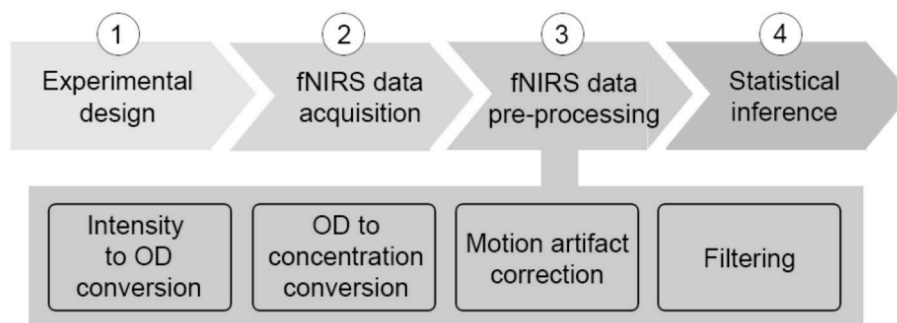 1
Experimental
design
2
fNIRS data
acquisition
3
fNIRS data
pre-processing
4
Statistical
inference
Intensity
to OD
conversion
OD to
concentration
conversion
Motion artifact
correction
Filtering